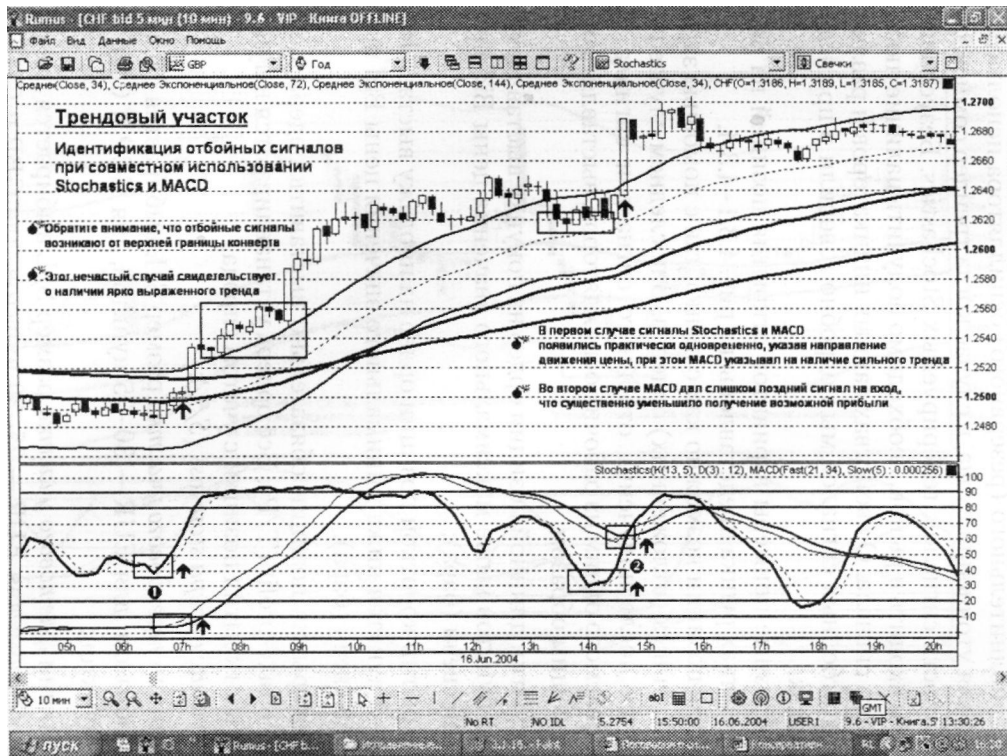 Rumus - [CHF bid 5 мин (10 мин) - 9.6 - VIP - Книга OFFLINE]
Файл Вид Данные Окно Помощь
GBP Год Stochastics Свечки
Среднее(Close, 34), Среднее Экспоненциальное(Close, 72), Среднее Экспоненциальное(Close, 144), Среднее Экспоненциальное(Close, 34), CHF(O=1.3186, H=1.3189, L=1.3185, C=1.3187)
Трендовый участок
Идентификация отбойных сигналов
при совместном использовании
Stochastics и MACD
Обратите внимание, что отбойные сигналы
возникают от верхней границы конверта
Этот нечастый случай свидетельствует
о наличии ярко выраженного тренда
В первом случае сигналы Stochastics и MACD
появились практически одновременно, указав направление
движения цены, при этом MACD указывал на наличие сильного тренда
Во втором случае MACD дал слишком поздний сигнал на вход,
что существенно уменьшило получение возможной прибыли
1.2700
1.2680
1.2660
1.2640
1.2620
1.2600
1.2580
1.2560
1.2540
1.2520
1.2500
1.2480
Stochastics(K(13, 5), D(3) : 12), MACD(Fast(21, 34), Slow(5) : 0.000256)
100
90
80
70
60
50
40
30
20
10
1
2
05h 06h 07h 08h 09h 10h 11h 12h 13h 14h 15h 16h 17h 18h 19h 20h
16.Jun.2004
10 мин
abI
GMT
No RT NO IDL 5.2754 15:50:00 16.06.2004 USER1 9.6 - VIP - Книга.5' 13:30:26
пуск Rumus - [CHF b... 3.1.15. - Paint